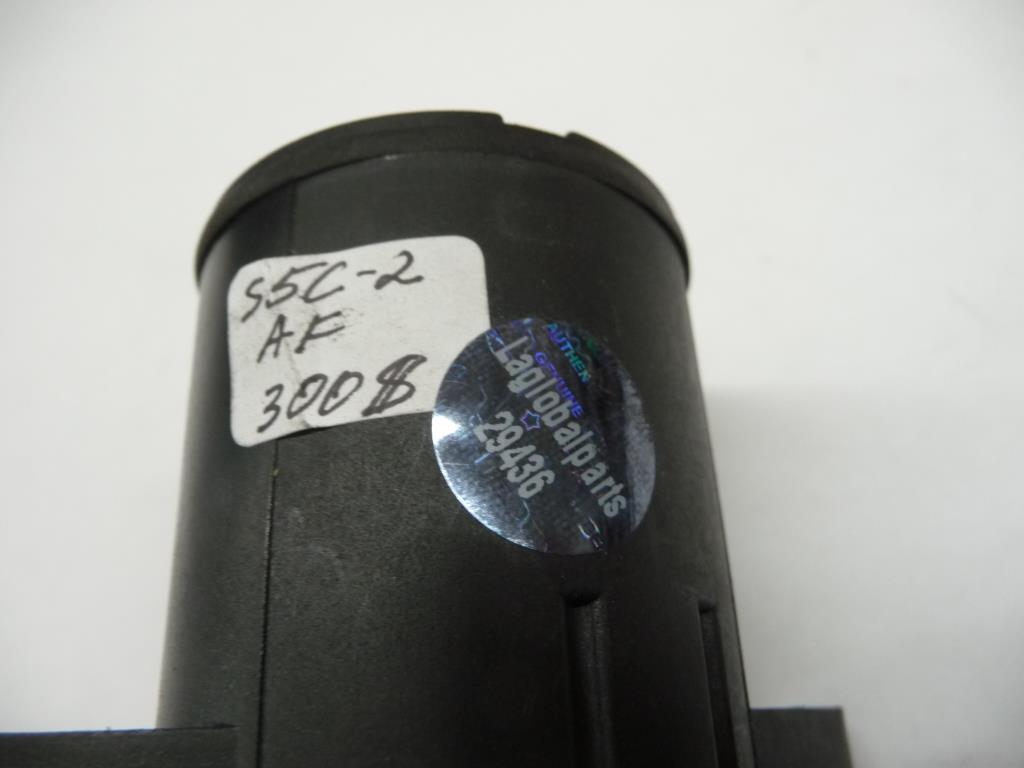 S5C-2
AF
300$
AUTHEN
GENUINE
Laglobalparts
29436